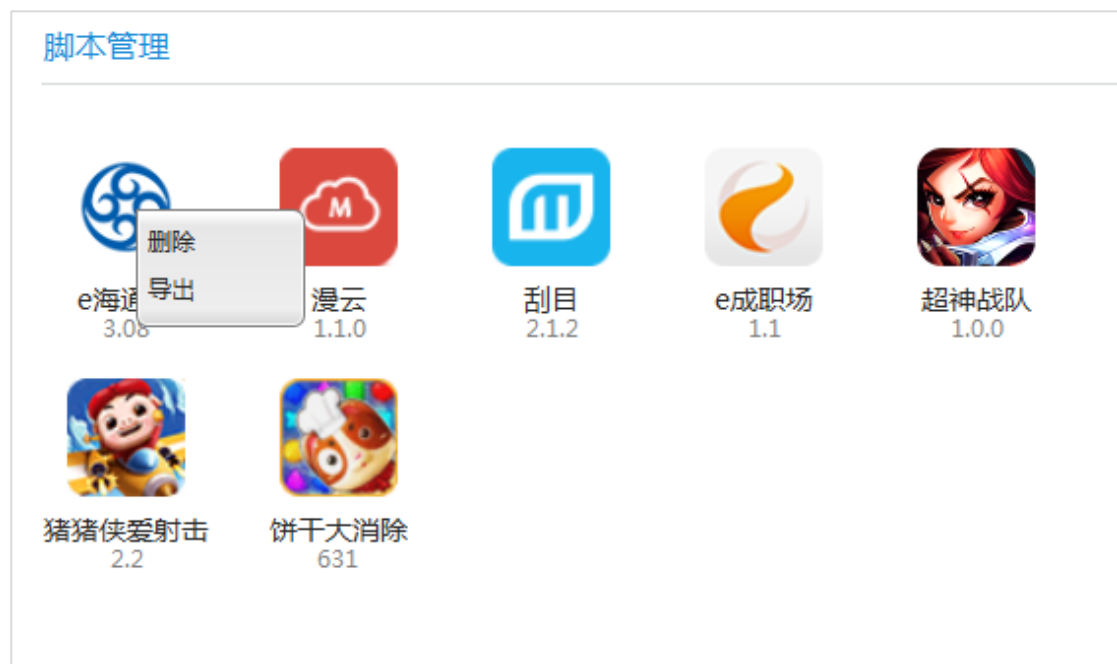 脚本管理
M
删除
导出
e海通
3.08
漫云
1.1.0
刮目
2.1.2
e成职场
1.1
超神战队
1.0.0
猪猪侠爱射击
2.2
饼干大消除
631